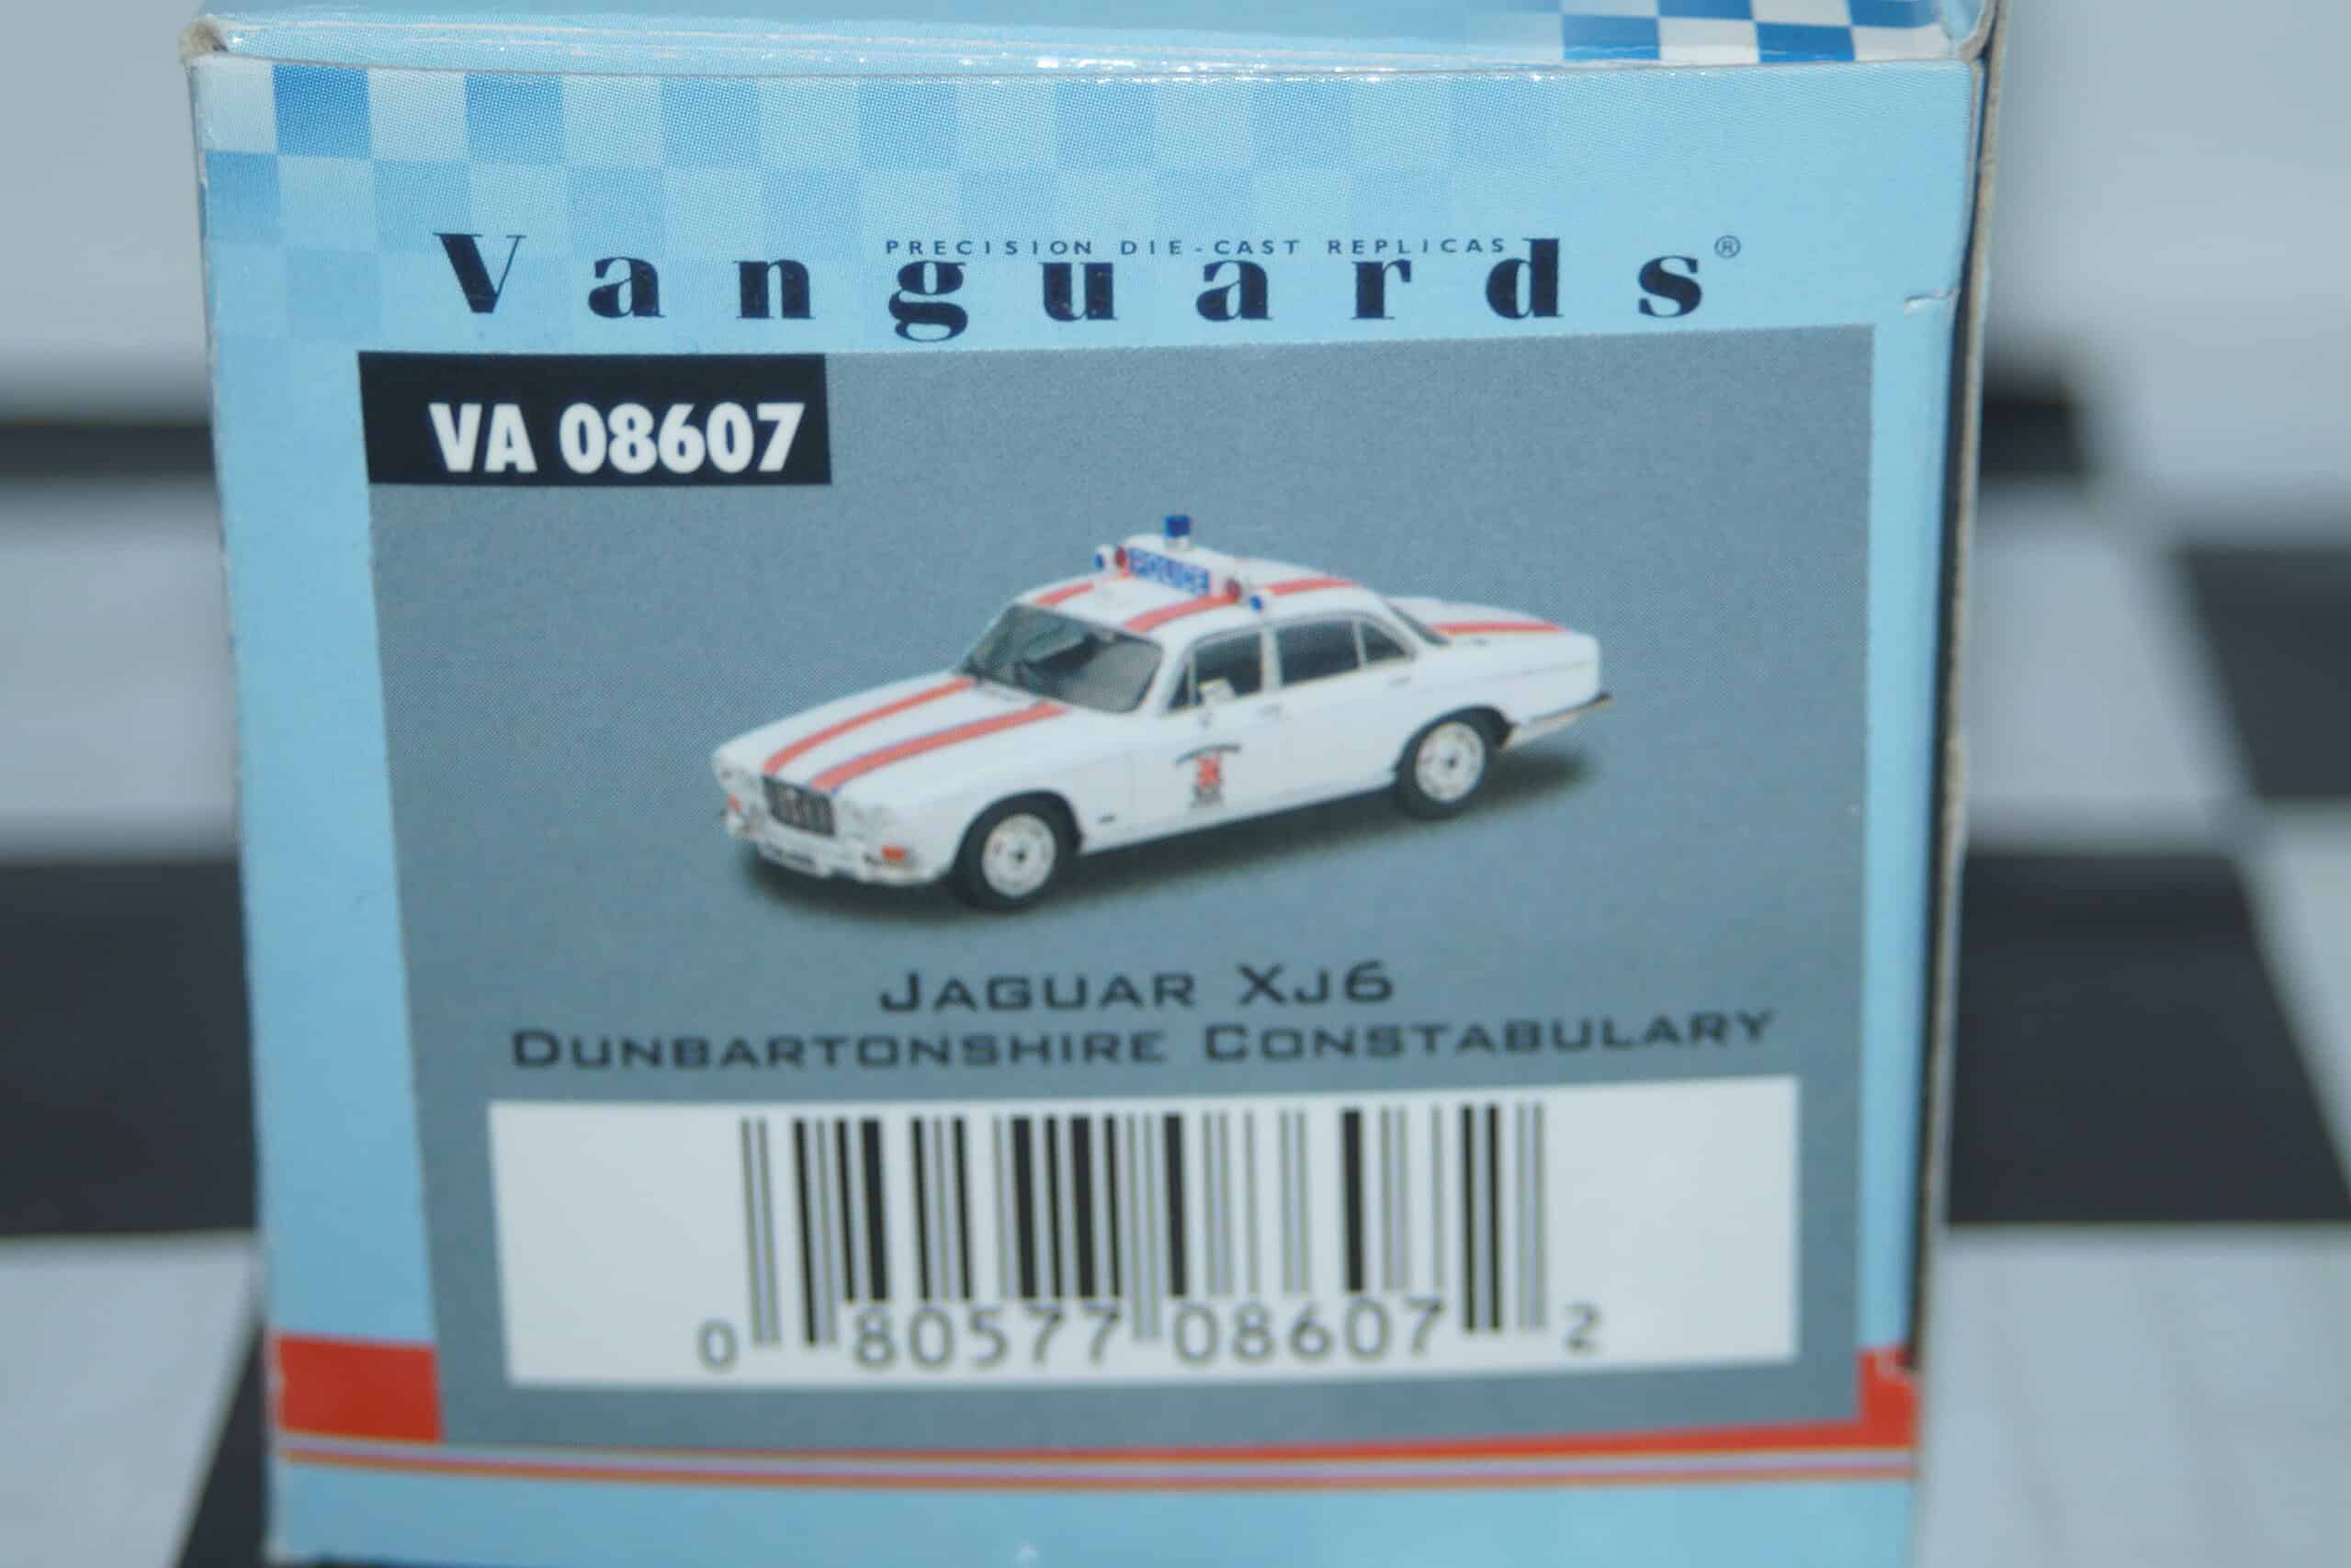 PRECISION DIE-CAST REPLICAS
Vanguards®
VA 08607
JAGUAR XJ6
DUNBARTONSHIRE CONSTABULARY
0 80577 08607 2